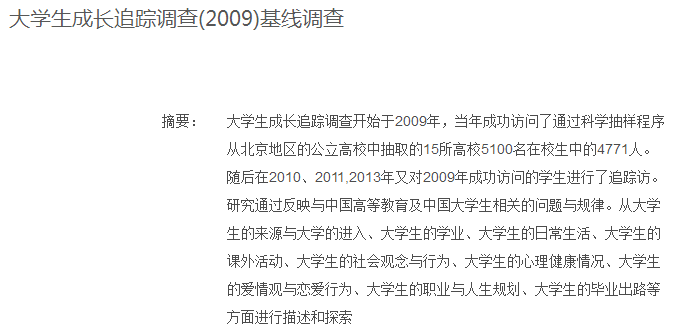 大学生成长追踪调查(2009)基线调查
摘要： 大学生成长追踪调查开始于2009年，当年成功访问了通过科学抽样程序
从北京地区的公立高校中抽取的15所高校5100名在校生中的4771人。
随后在2010、2011,2013年又对2009年成功访问的学生进行了追踪访。
研究通过反映与中国高等教育及中国大学生相关的问题与规律。从大学
生的来源与大学的进入、大学生的学业、大学生的日常生活、大学生的
课外活动、大学生的社会观念与行为、大学生的心理健康情况、大学生
的爱情观与恋爱行为、大学生的职业与人生规划、大学生的毕业出路等
方面进行描述和探索